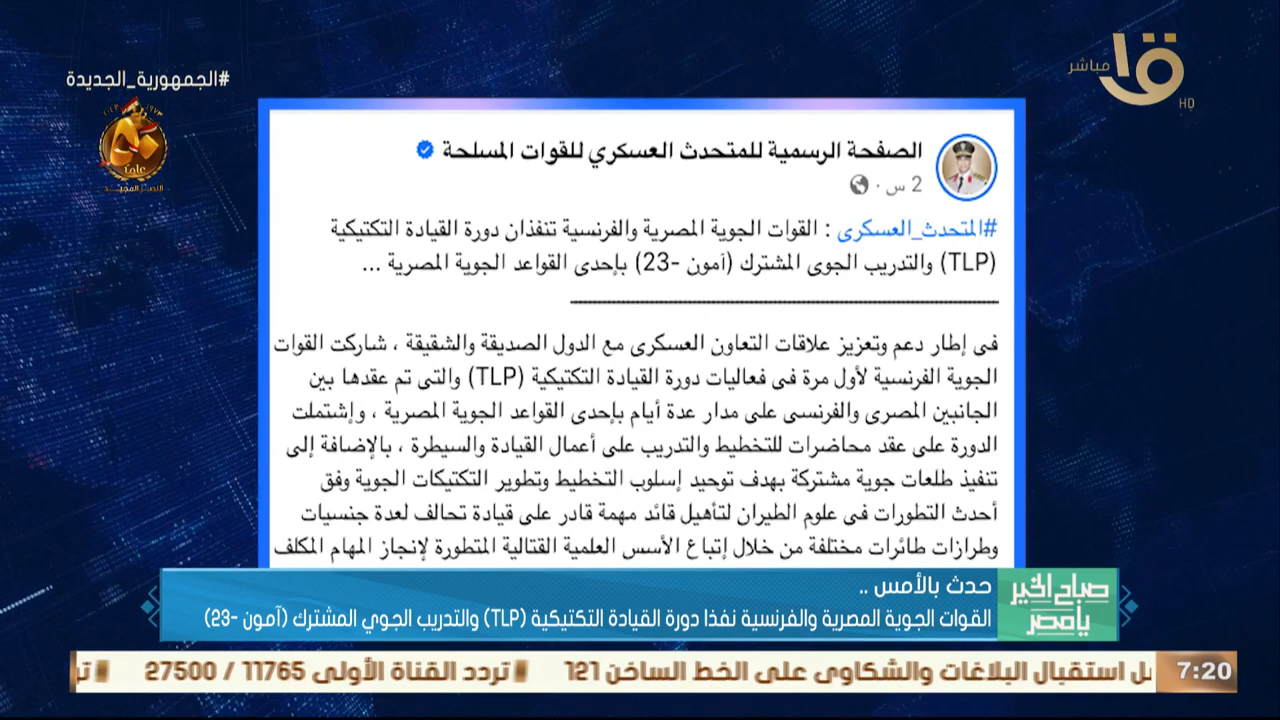 #الجمهورية_الجديدة
مباشر
HD
عامًا
النصر المجيد
الصفحة الرسمية للمتحدث العسكري للقوات المسلحة
2 س ·
#المتحدث_العسكرى : القوات الجوية المصرية والفرنسية تنفذان دورة القيادة التكتيكية
(TLP) والتدريب الجوى المشترك (آمون -23) بإحدى القواعد الجوية المصرية ...
فى إطار دعم وتعزيز علاقات التعاون العسكرى مع الدول الصديقة والشقيقة ، شاركت القوات
الجوية الفرنسية لأول مرة فى فعاليات دورة القيادة التكتيكية (TLP) والتى تم عقدها بين
الجانبين المصرى والفرنسى على مدار عدة أيام بإحدى القواعد الجوية المصرية ، وإشتملت
الدورة على عقد محاضرات للتخطيط والتدريب على أعمال القيادة والسيطرة ، بالإضافة إلى
تنفيذ طلعات جوية مشتركة بهدف توحيد إسلوب التخطيط وتطوير التكتيكات الجوية وفق
أحدث التطورات فى علوم الطيران لتأهيل قائد مهمة قادر على قيادة تحالف لعدة جنسيات
وطرازات طائرات مختلفة من خلال إتباع الأسس العلمية القتالية المتطورة لإنجاز المهام المكلف
صباح الخير
يا مصر
حدث بالأمس ..
القوات الجوية المصرية والفرنسية نفذا دورة القيادة التكتيكية (TLP) والتدريب الجوي المشترك (آمون -23)
7:20
ل استقبال البلاغات والشكاوى على الخط الساخن 121 تردد القناة الأولى 11765 / 27500